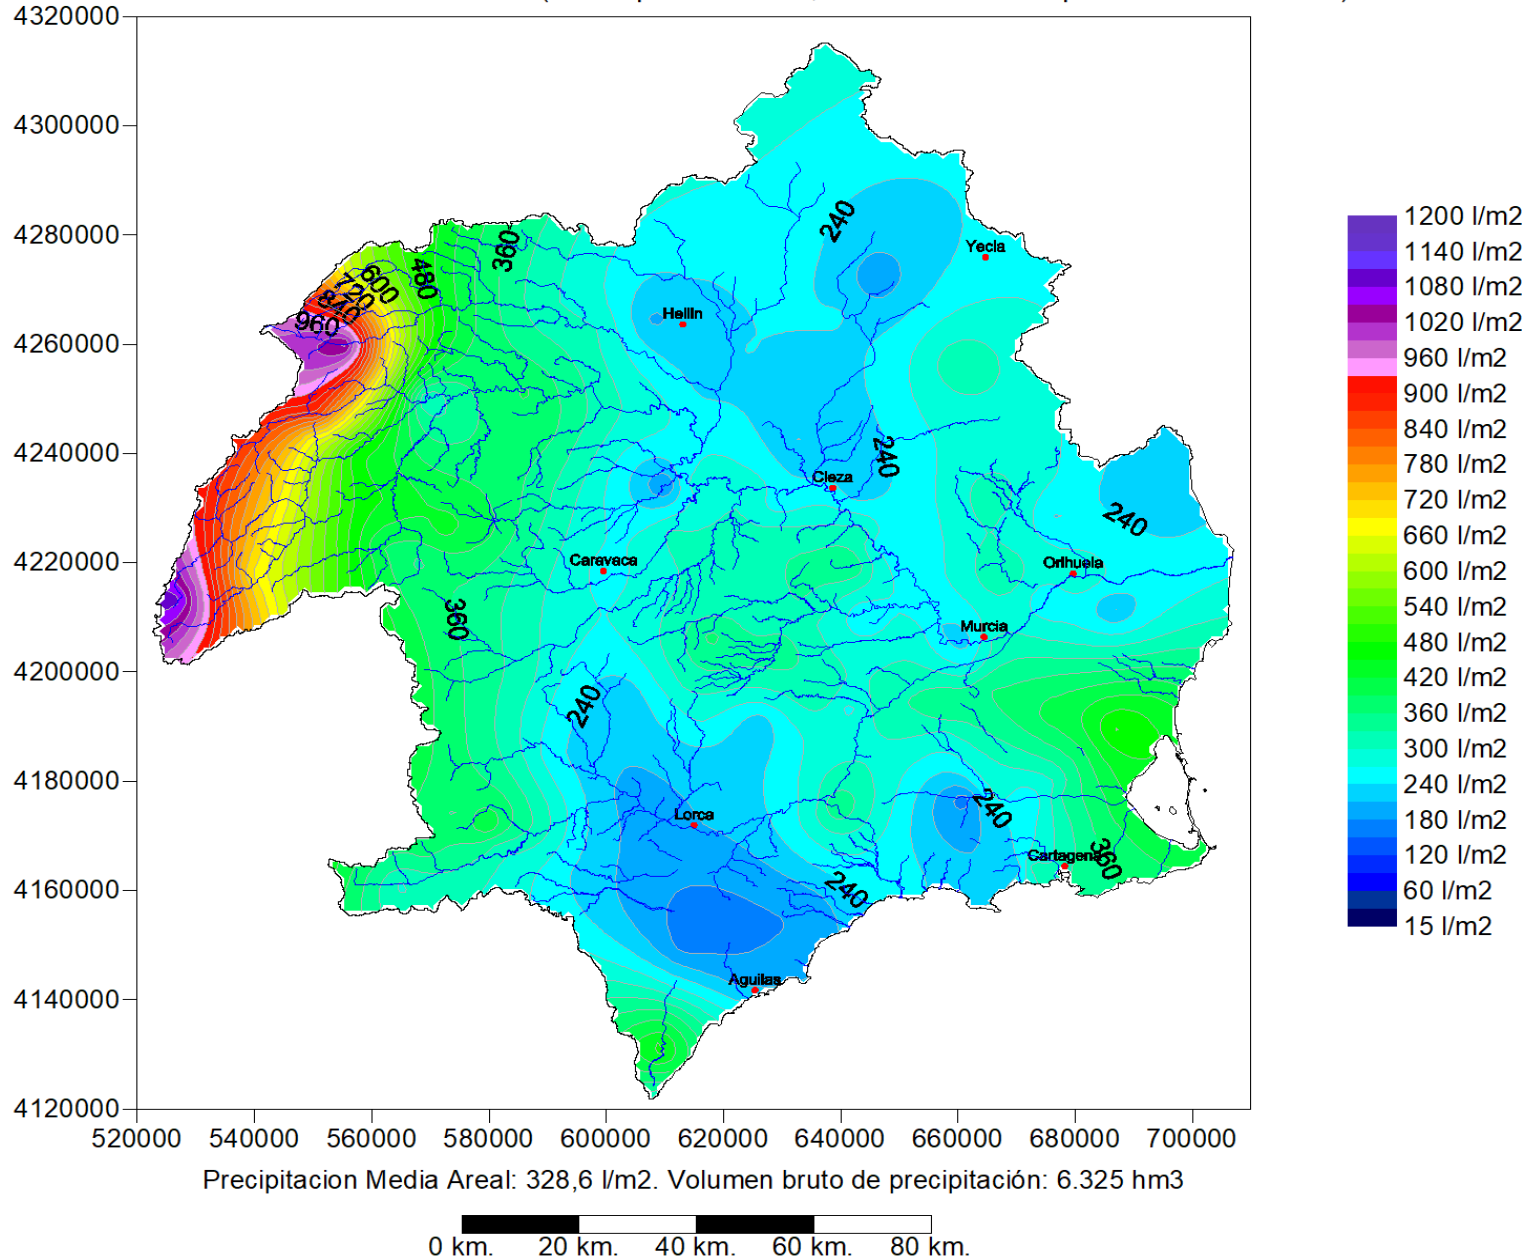 4320000
4300000
4280000
4260000
4240000
4220000
4200000
4180000
4160000
4140000
4120000
520000 540000 560000 580000 600000 620000 640000 660000 680000 700000
240
Yecla
360
480
600
720
840
960
Hellin
240
Cieza
240
Caravaca
Orihuela
360
Murcia
240
Lorca
240
Cartagena
360
240
Aguilas
1200 l/m2
1140 l/m2
1080 l/m2
1020 l/m2
960 l/m2
900 l/m2
840 l/m2
780 l/m2
720 l/m2
660 l/m2
600 l/m2
540 l/m2
480 l/m2
420 l/m2
360 l/m2
300 l/m2
240 l/m2
180 l/m2
120 l/m2
60 l/m2
15 l/m2
Precipitacion Media Areal: 328,6 l/m2. Volumen bruto de precipitación: 6.325 hm3
0 km. 20 km. 40 km. 60 km. 80 km.